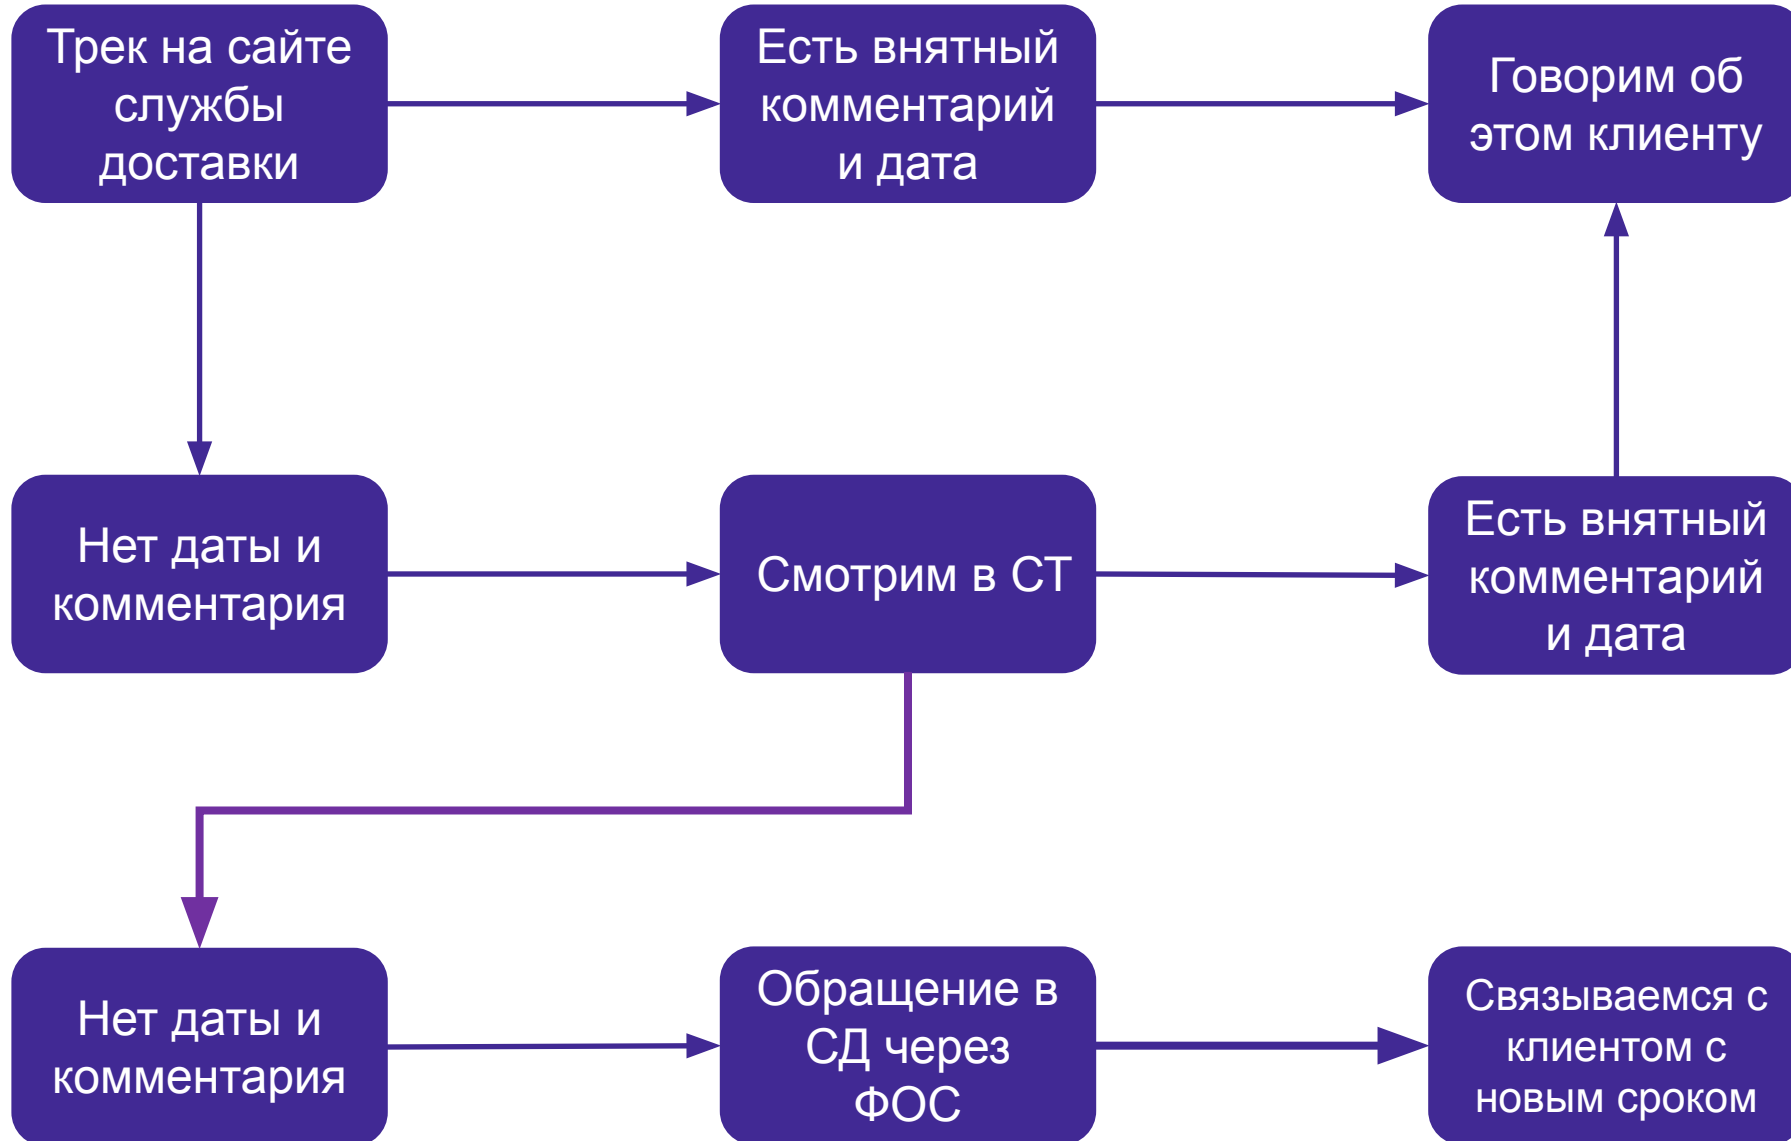 Трек на сайте
службы
доставки
Есть внятный
комментарий
и дата
Говорим об
этом клиенту
Нет даты и
комментария
Смотрим в СТ
Есть внятный
комментарий
и дата
Нет даты и
комментария
Обращение в
СД через
ФОС
Связываемся с
клиентом с
новым сроком